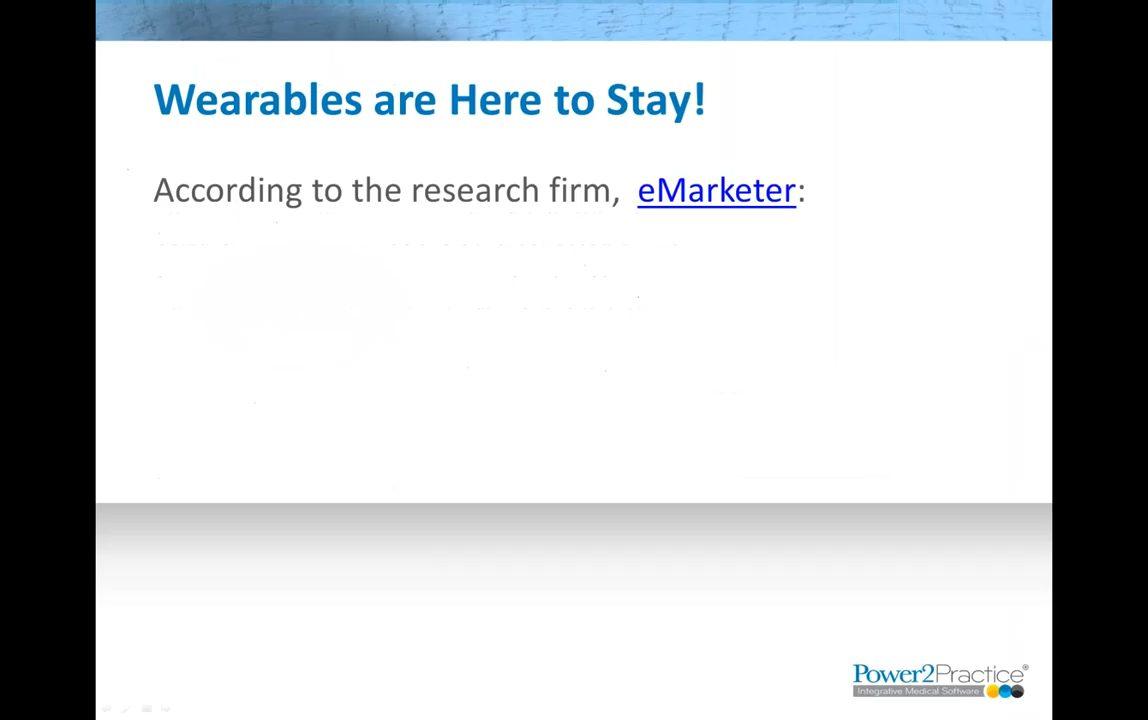 Wearables are Here to Stay!
According to the research firm, eMarketer:
Power2Practice®
Integrative Medical Software